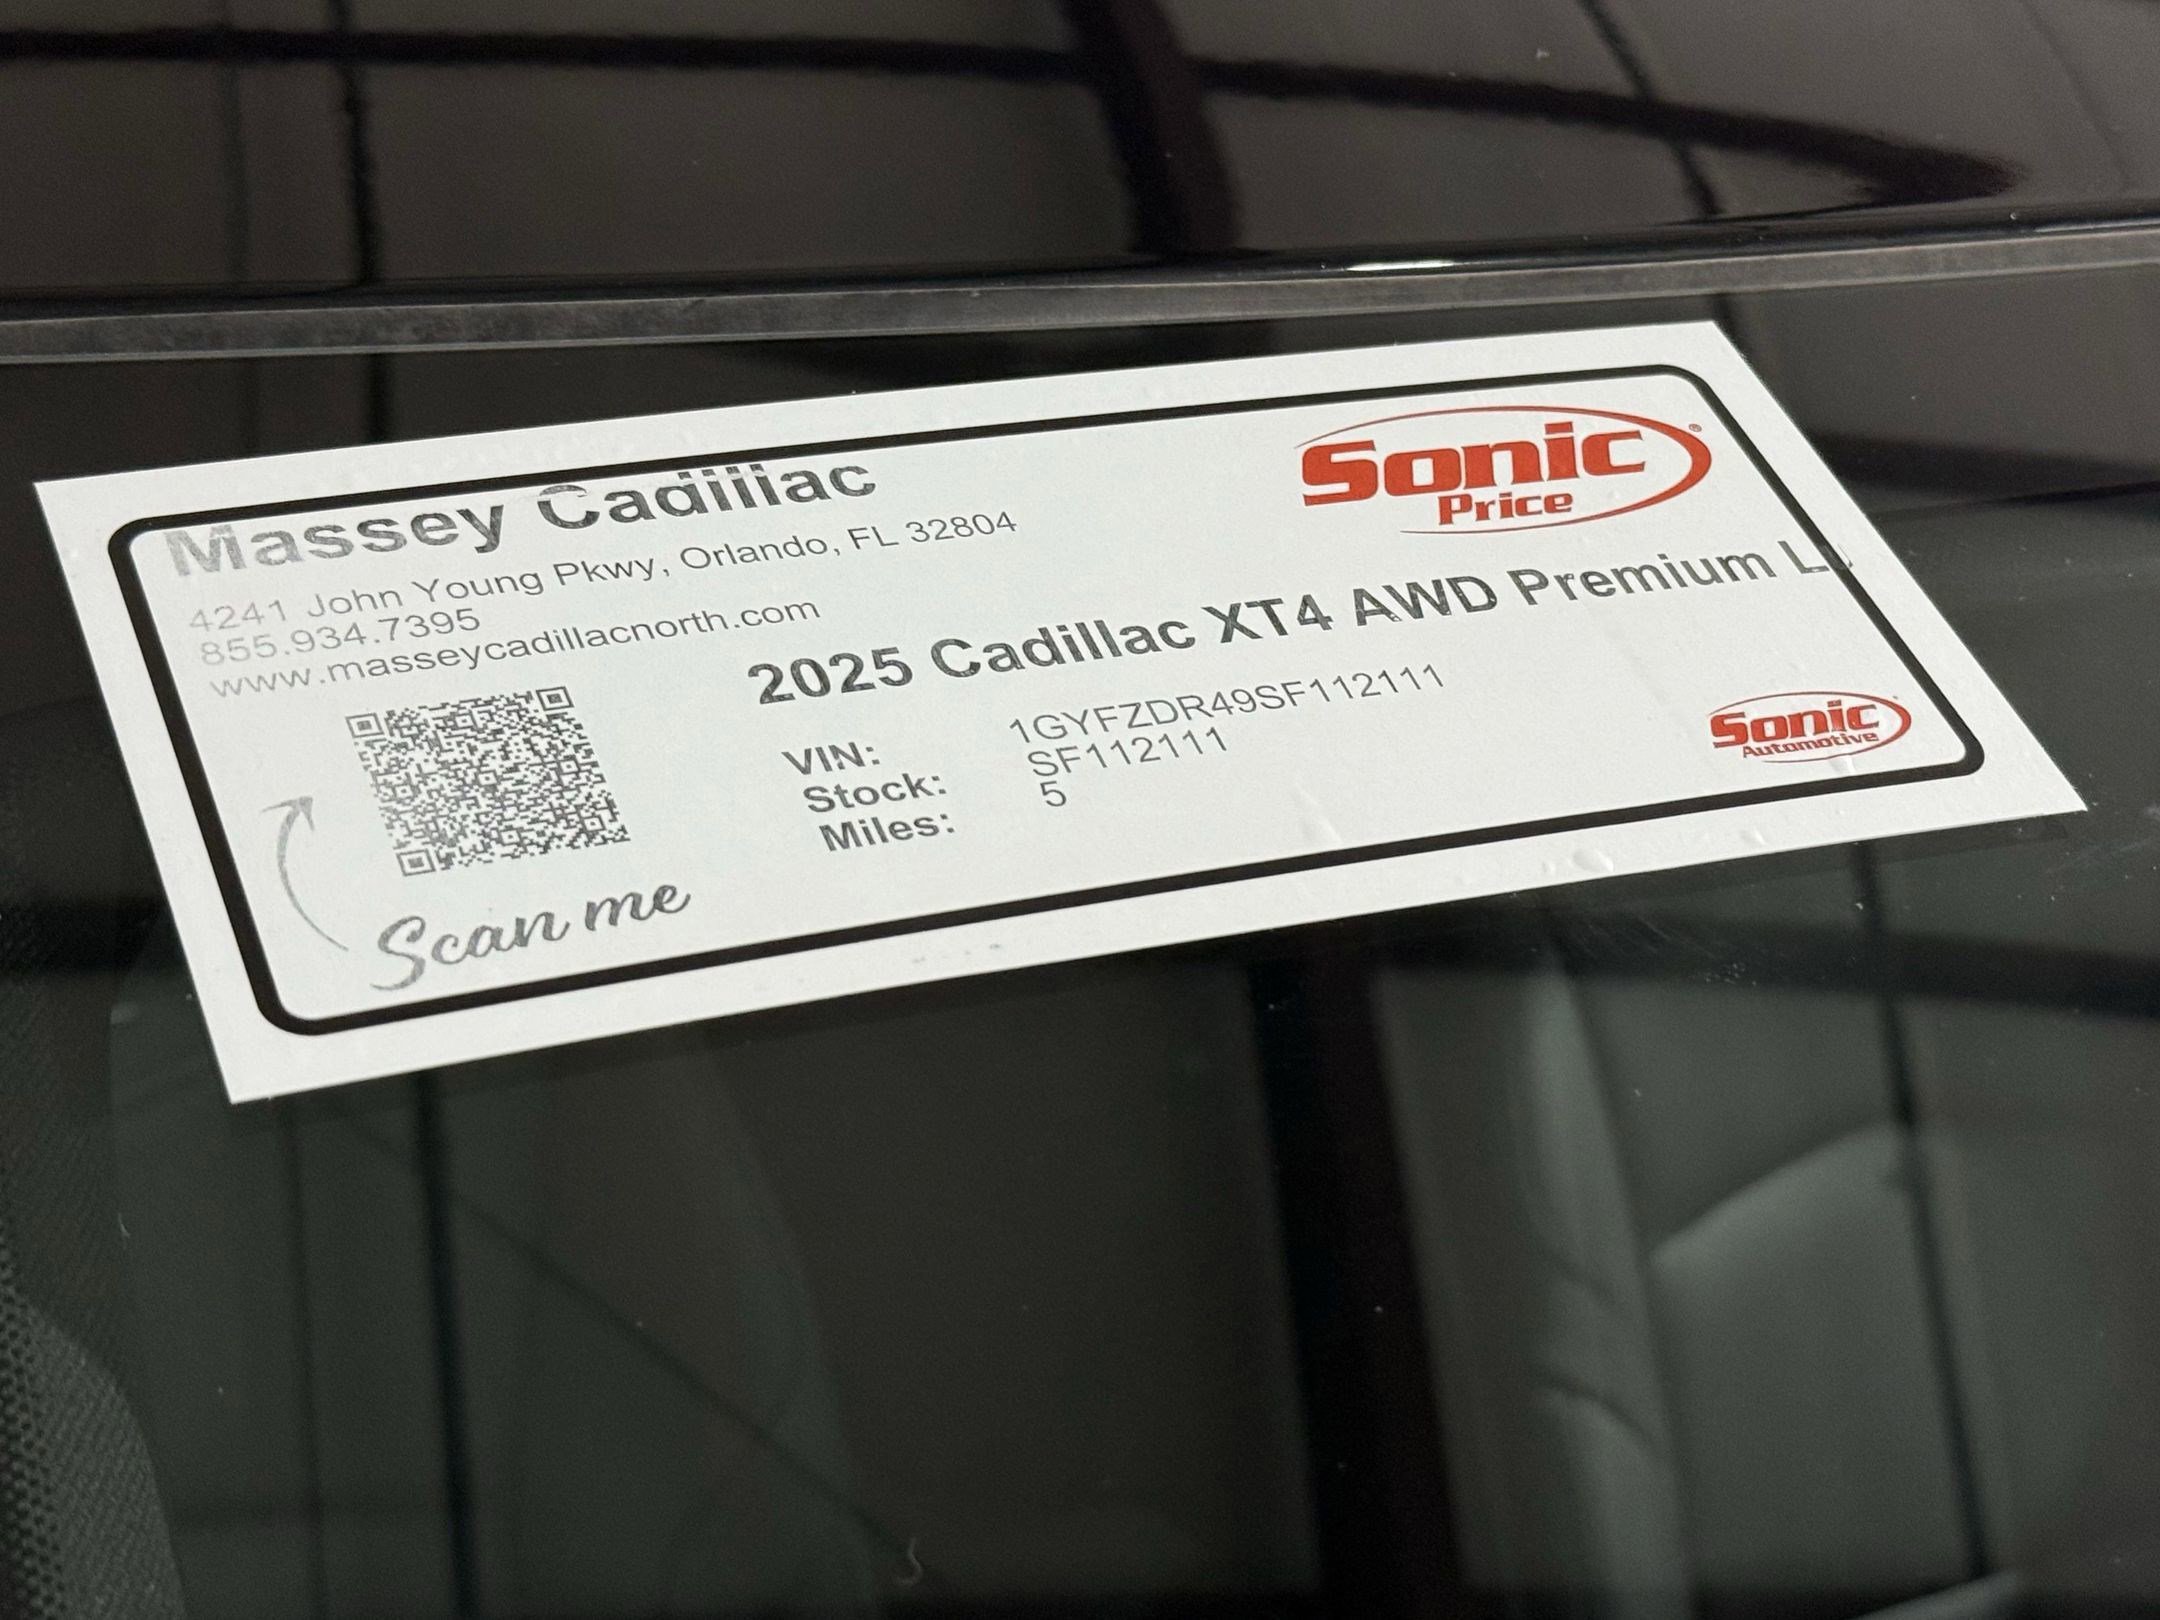 Massey Cadillac
4241 John Young Pkwy, Orlando, FL 32804
855.934.7395
www.masseycadillacnorth.com
Sonic®
Price
2025 Cadillac XT4 AWD Premium Lu
VIN: 1GYFZDR49SF112111
Stock: SF112111
Miles: 5
Scan me
Sonic
Automotive